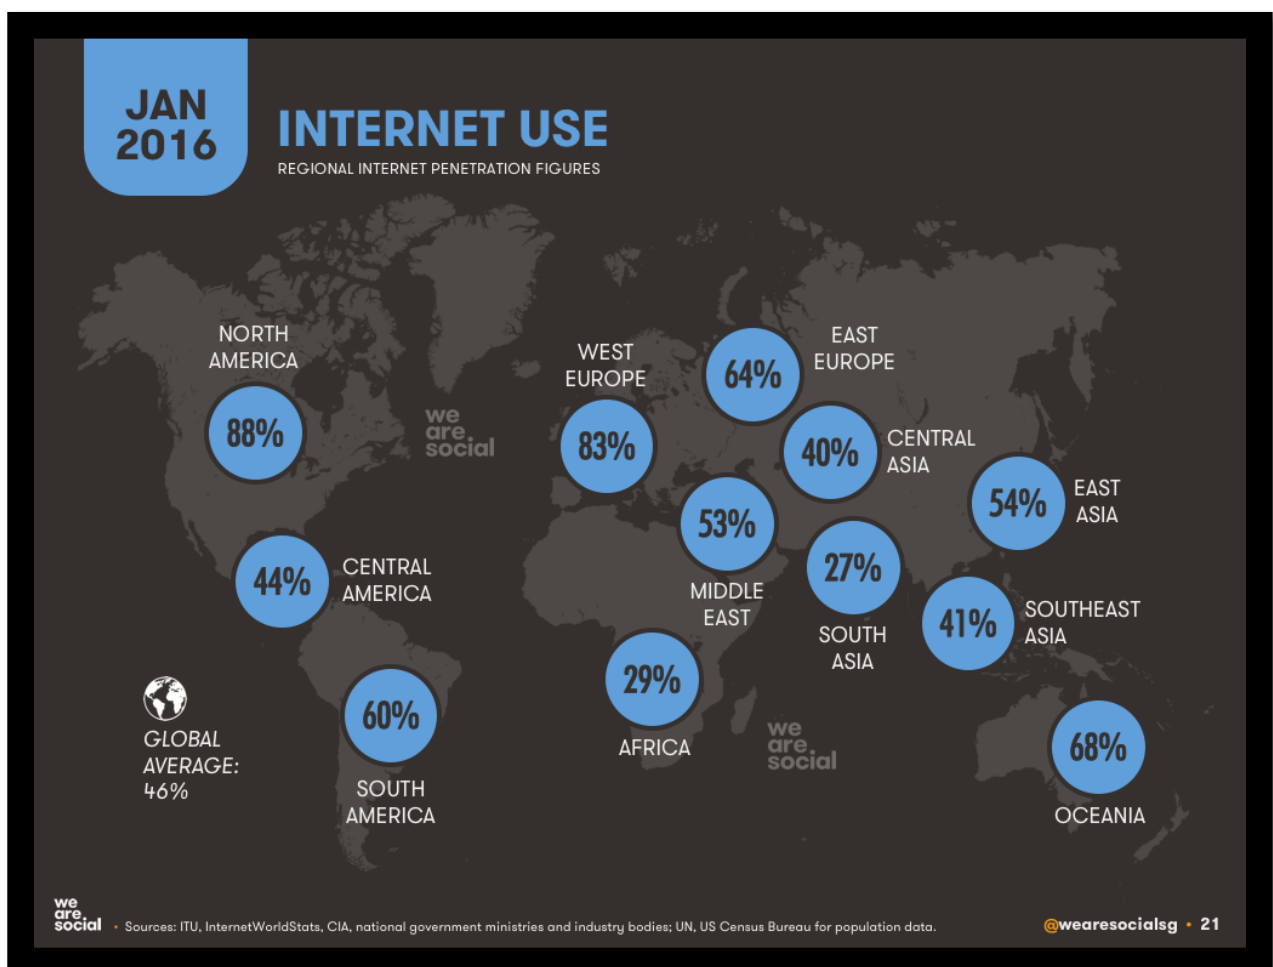 JAN
2016
INTERNET USE
REGIONAL INTERNET PENETRATION FIGURES
NORTH
AMERICA
88%
WEST
EUROPE
83%
64%
EAST
EUROPE
40%
CENTRAL
ASIA
54%
EAST
ASIA
we
are
social
53%
MIDDLE
EAST
27%
SOUTH
ASIA
44%
CENTRAL
AMERICA
41%
SOUTHEAST
ASIA
29%
AFRICA
60%
SOUTH
AMERICA
68%
OCEANIA
we
are
social
GLOBAL
AVERAGE:
46%
we
are
social
• Sources: ITU, InternetWorldStats, CIA, national government ministries and industry bodies; UN, US Census Bureau for population data.
@wearesocialsg • 21